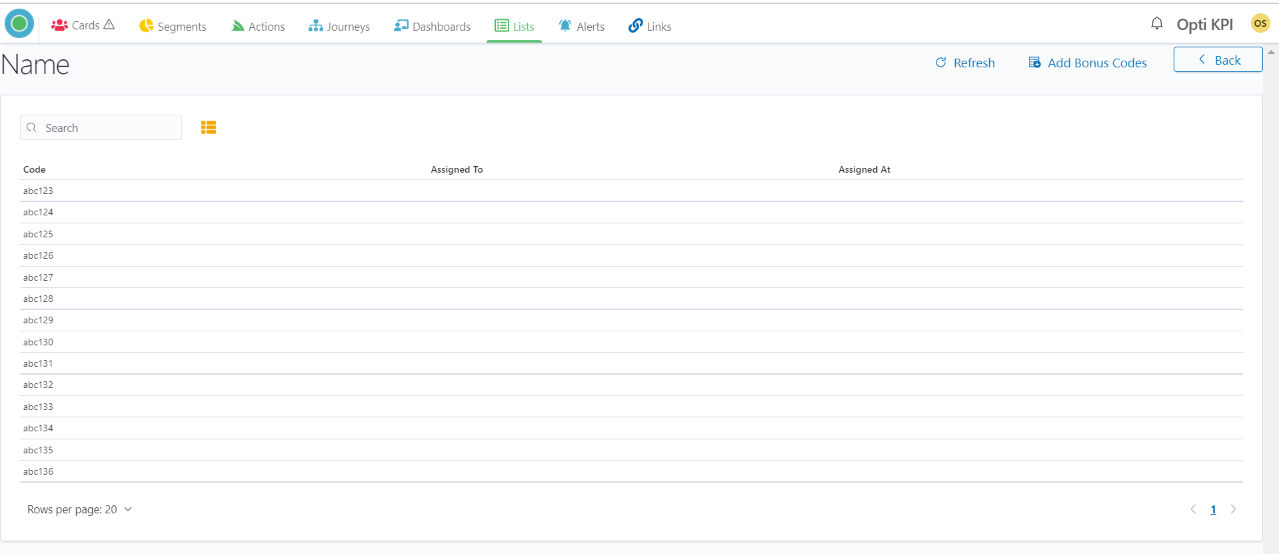 Cards Segments Actions Journeys Dashboards Lists Alerts Links Opti KPI OS
Name Refresh Add Bonus Codes Back
Search
Code Assigned To Assigned At
abc123
abc124
abc125
abc126
abc127
abc128
abc129
abc130
abc131
abc132
abc133
abc134
abc135
abc136
Rows per page: 20 1